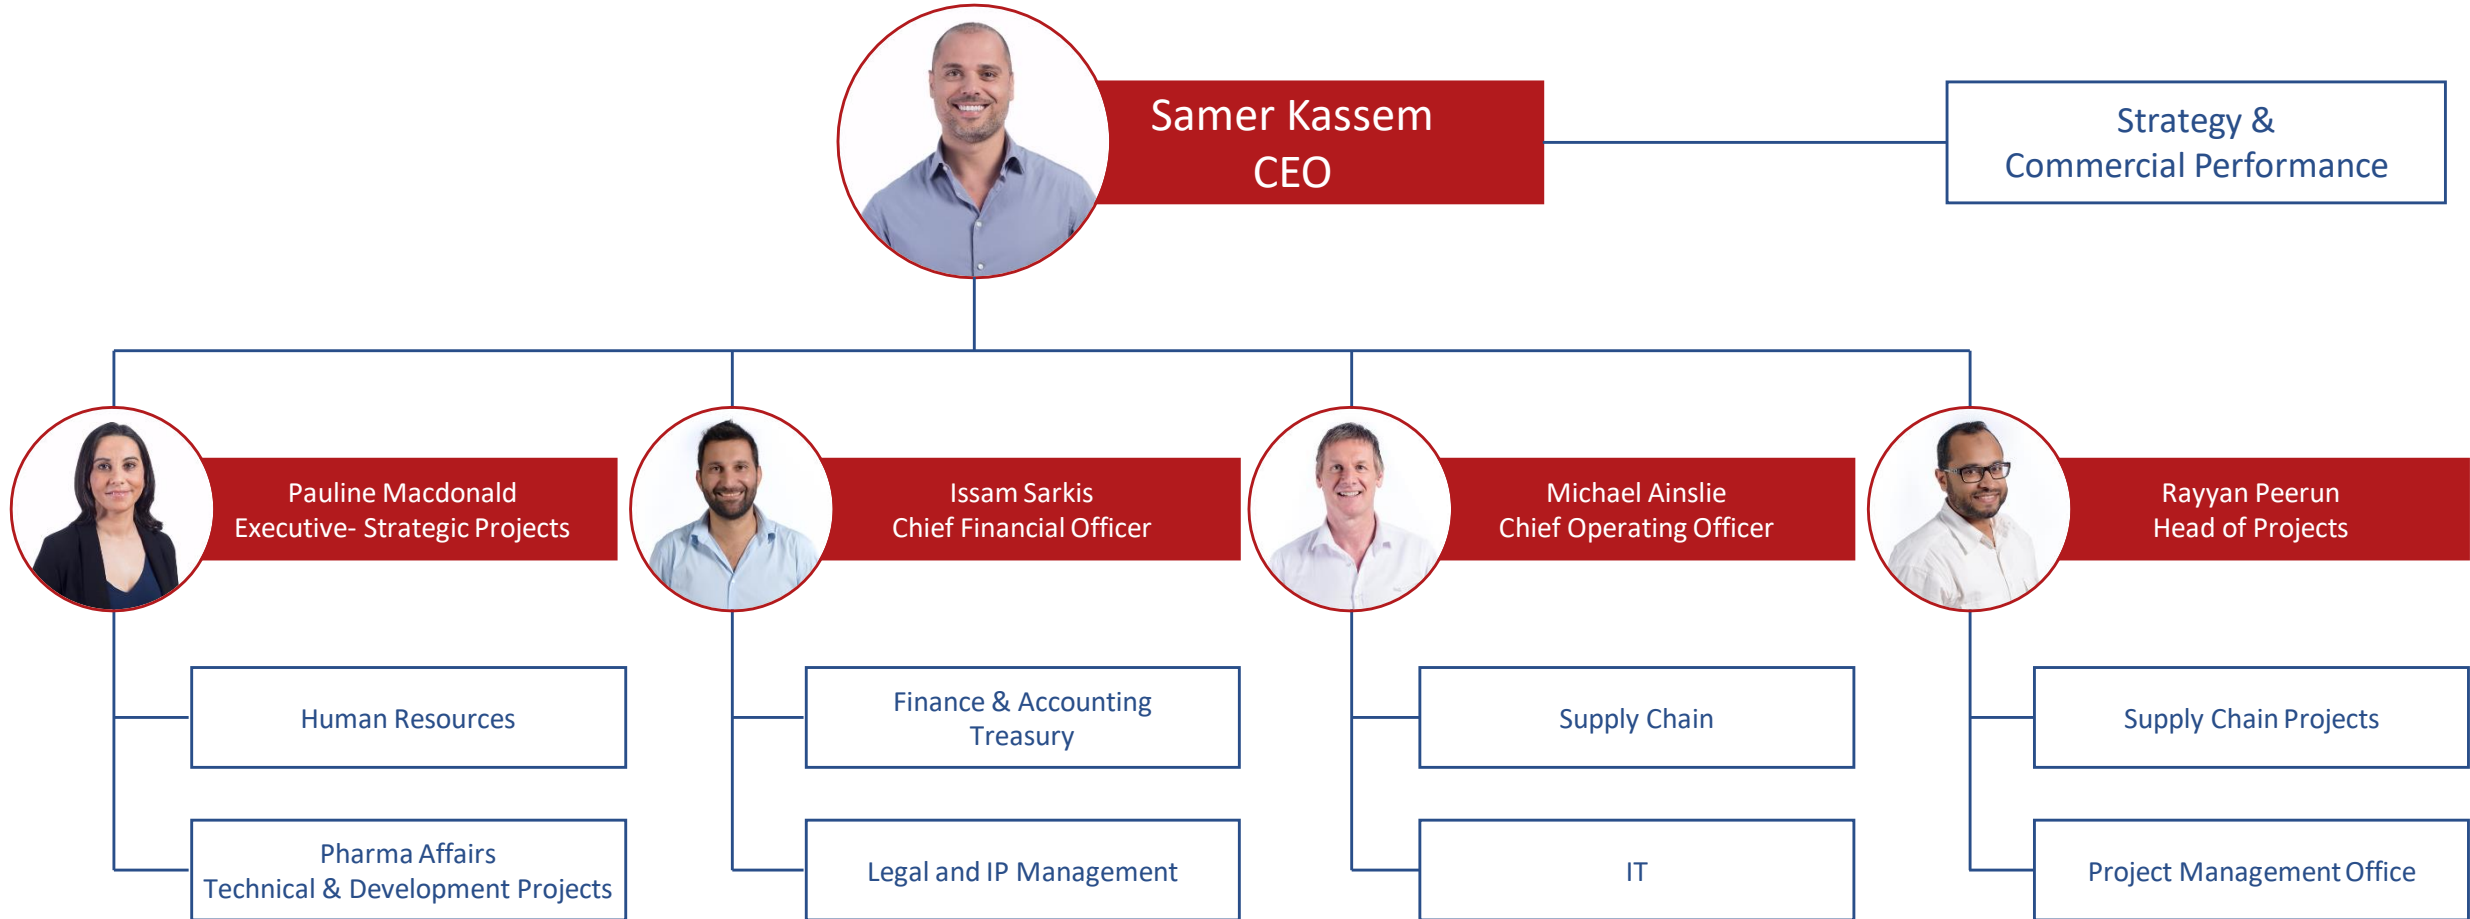 Samer Kassem
CEO
Strategy &
Commercial Performance
Pauline Macdonald
Executive- Strategic Projects
Issam Sarkis
Chief Financial Officer
Michael Ainslie
Chief Operating Officer
Rayyan Peerun
Head of Projects
Human Resources
Finance & Accounting
Treasury
Supply Chain
Supply Chain Projects
Pharma Affairs
Technical & Development Projects
Legal and IP Management
IT
Project Management Office